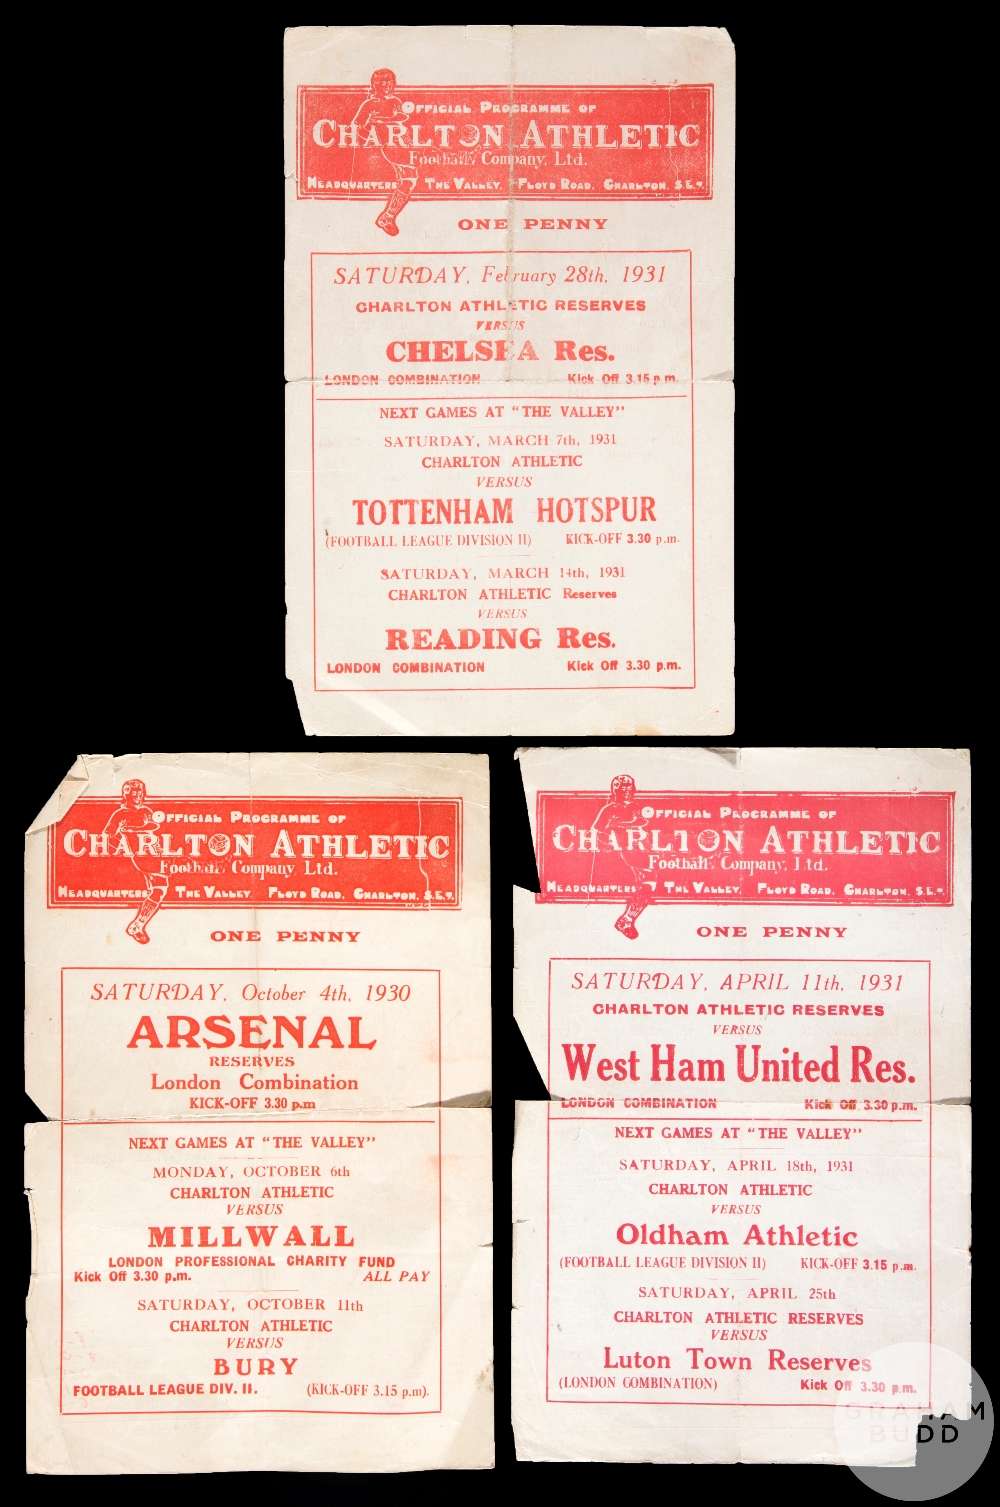 OFFICIAL PROGRAMME OF
CHARLTON ATHLETIC
Football Company, Ltd.
HEADQUARTERS THE VALLEY, FLOYD ROAD, CHARLTON, S.E.7.
ONE PENNY
SATURDAY, February 28th, 1931
CHARLTON ATHLETIC RESERVES
VERSUS
CHELSEA Res.
LONDON COMBINATION Kick Off 3.15 p.m.
NEXT GAMES AT "THE VALLEY"
SATURDAY, MARCH 7th, 1931
CHARLTON ATHLETIC
VERSUS
TOTTENHAM HOTSPUR
(FOOTBALL LEAGUE DIVISION II) KICK-OFF 3.30 p.m.
SATURDAY, MARCH 14th, 1931
CHARLTON ATHLETIC Reserves
VERSUS
READING Res.
LONDON COMBINATION Kick Off 3.30 p.m.
OFFICIAL PROGRAMME OF
CHARLTON ATHLETIC
Football Company Ltd.
HEADQUARTERS THE VALLEY, FLOYD ROAD, CHARLTON, S.E.7.
ONE PENNY
SATURDAY, October 4th, 1930
ARSENAL
RESERVES
London Combination
KICK-OFF 3.30 p.m
NEXT GAMES AT "THE VALLEY"
MONDAY, OCTOBER 6th
CHARLTON ATHLETIC
VERSUS
MILLWALL
LONDON PROFESSIONAL CHARITY FUND
Kick Off 3.30 p.m. ALL PAY
SATURDAY, OCTOBER 11th
CHARLTON ATHLETIC
VERSUS
BURY
FOOTBALL LEAGUE DIV. II. (KICK-OFF 3.15 p.m).
OFFICIAL PROGRAMME OF
CHARLTON ATHLETIC
Football Company, Ltd.
HEADQUARTERS THE VALLEY, FLOYD ROAD, CHARLTON, S.E.7.
ONE PENNY
SATURDAY, APRIL 11th, 1931
CHARLTON ATHLETIC RESERVES
VERSUS
West Ham United Res.
LONDON COMBINATION Kick Off 3.30 p.m.
NEXT GAMES AT "THE VALLEY"
SATURDAY, APRIL 18th, 1931
CHARLTON ATHLETIC
VERSUS
Oldham Athletic
(FOOTBALL LEAGUE DIVISION II) KICK-OFF 3.15 p.m.
SATURDAY, APRIL 25th
CHARLTON ATHLETIC RESERVES
VERSUS
Luton Town Reserves
(LONDON COMBINATION) Kick Off 3.30 p.m.
GRAHAM
BUDD